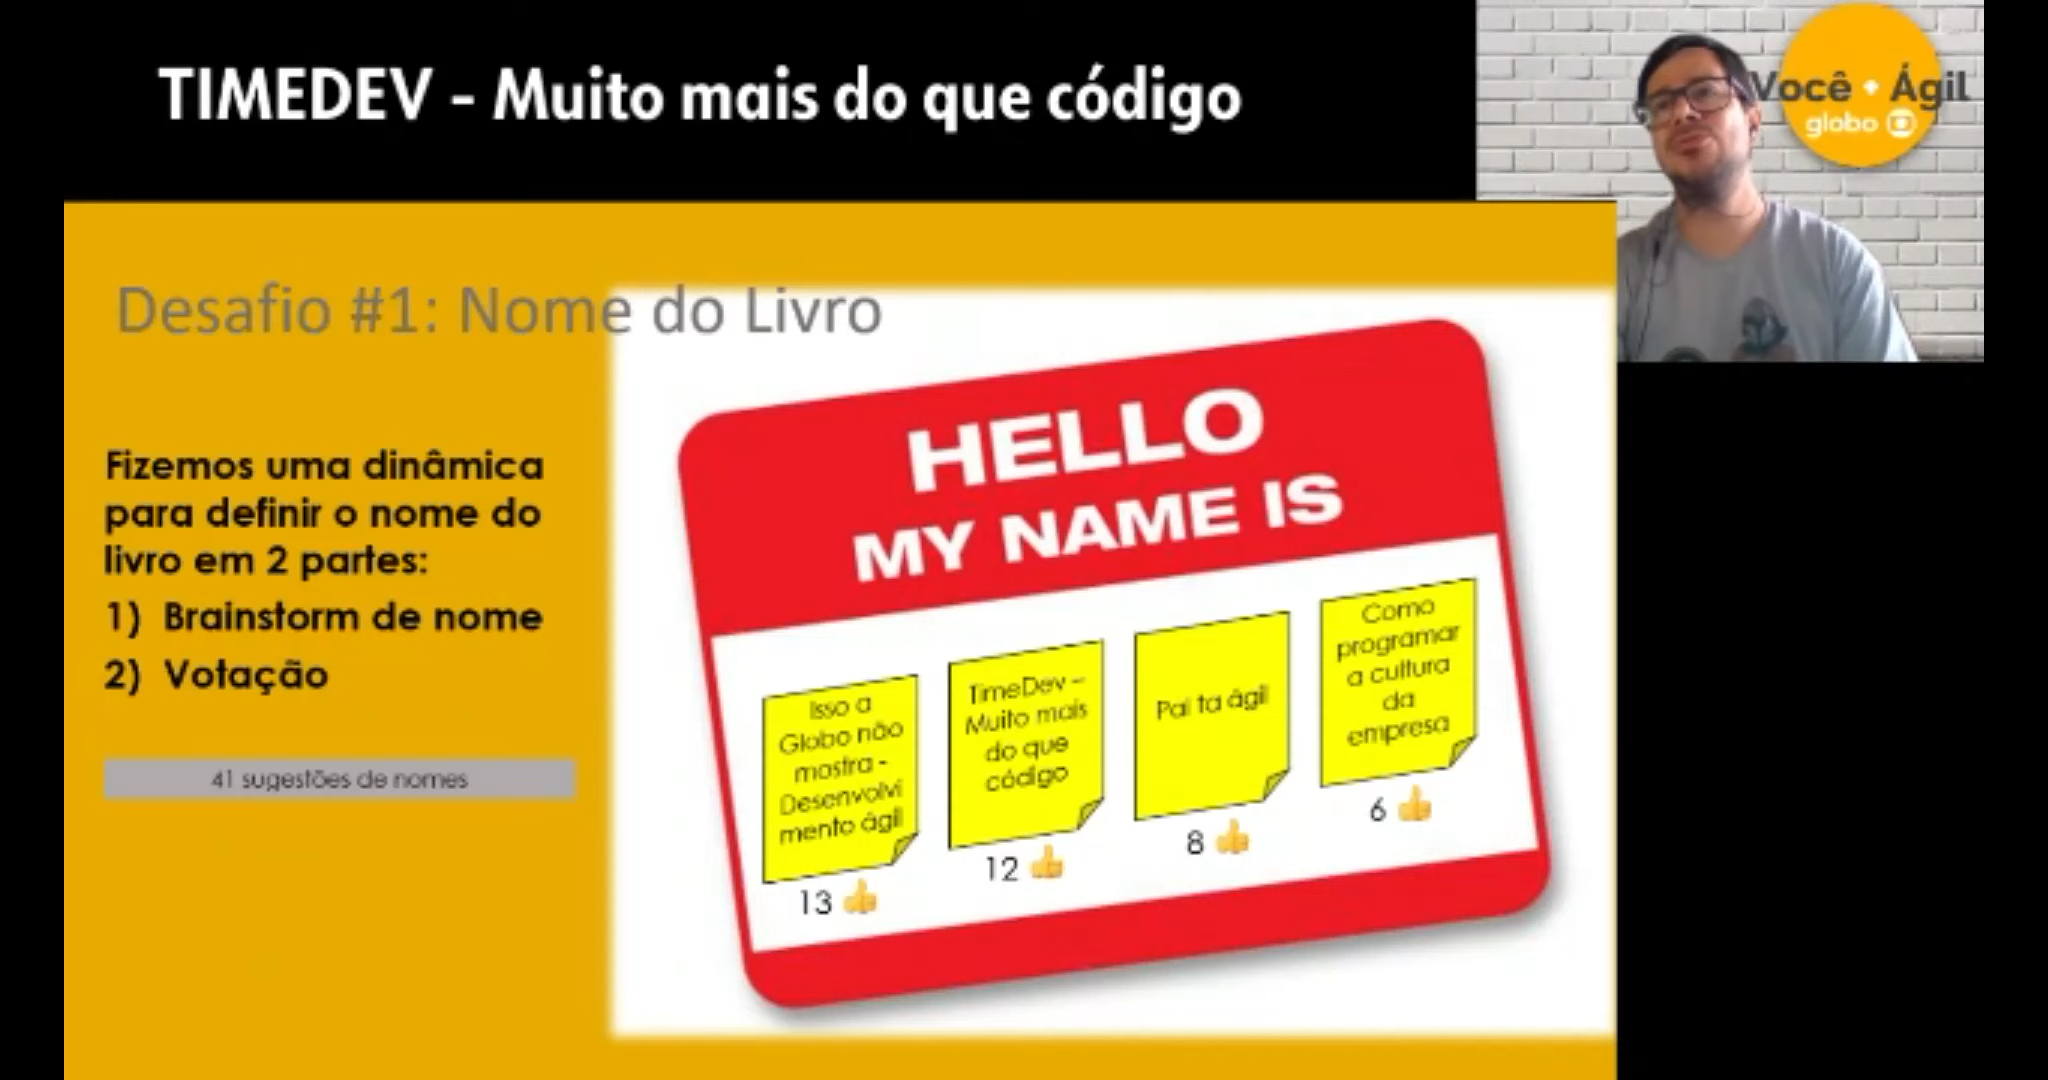 TIMEDEV - Muito mais do que código
Você + Ágil
globo
Desafio #1: Nome do Livro
Fizemos uma dinâmica
para definir o nome do
livro em 2 partes:
1) Brainstorm de nome
2) Votação
41 sugestões de nomes
HELLO
MY NAME IS
Isso a
Globo não
mostra -
Desenvolvi
mento ágil
13
TimeDev –
Muito mais
do que
código
12
Pai ta ágil
8
Como
programar
a cultura
da
empresa
6